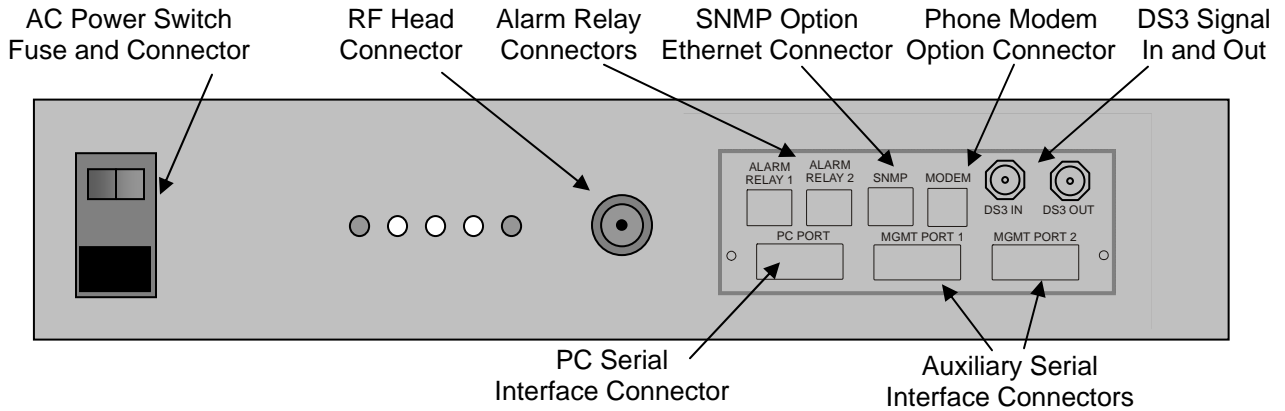 AC Power Switch
Fuse and Connector
RF Head
Connector
Alarm Relay
Connectors
SNMP Option
Ethernet Connector
Phone Modem
Option Connector
DS3 Signal
In and Out
ALARM
RELAY 1
ALARM
RELAY 2
SNMP
MODEM
DS3 IN
DS3 OUT
PC PORT
MGMT PORT 1
MGMT PORT 2
PC Serial
Interface Connector
Auxiliary Serial
Interface Connectors